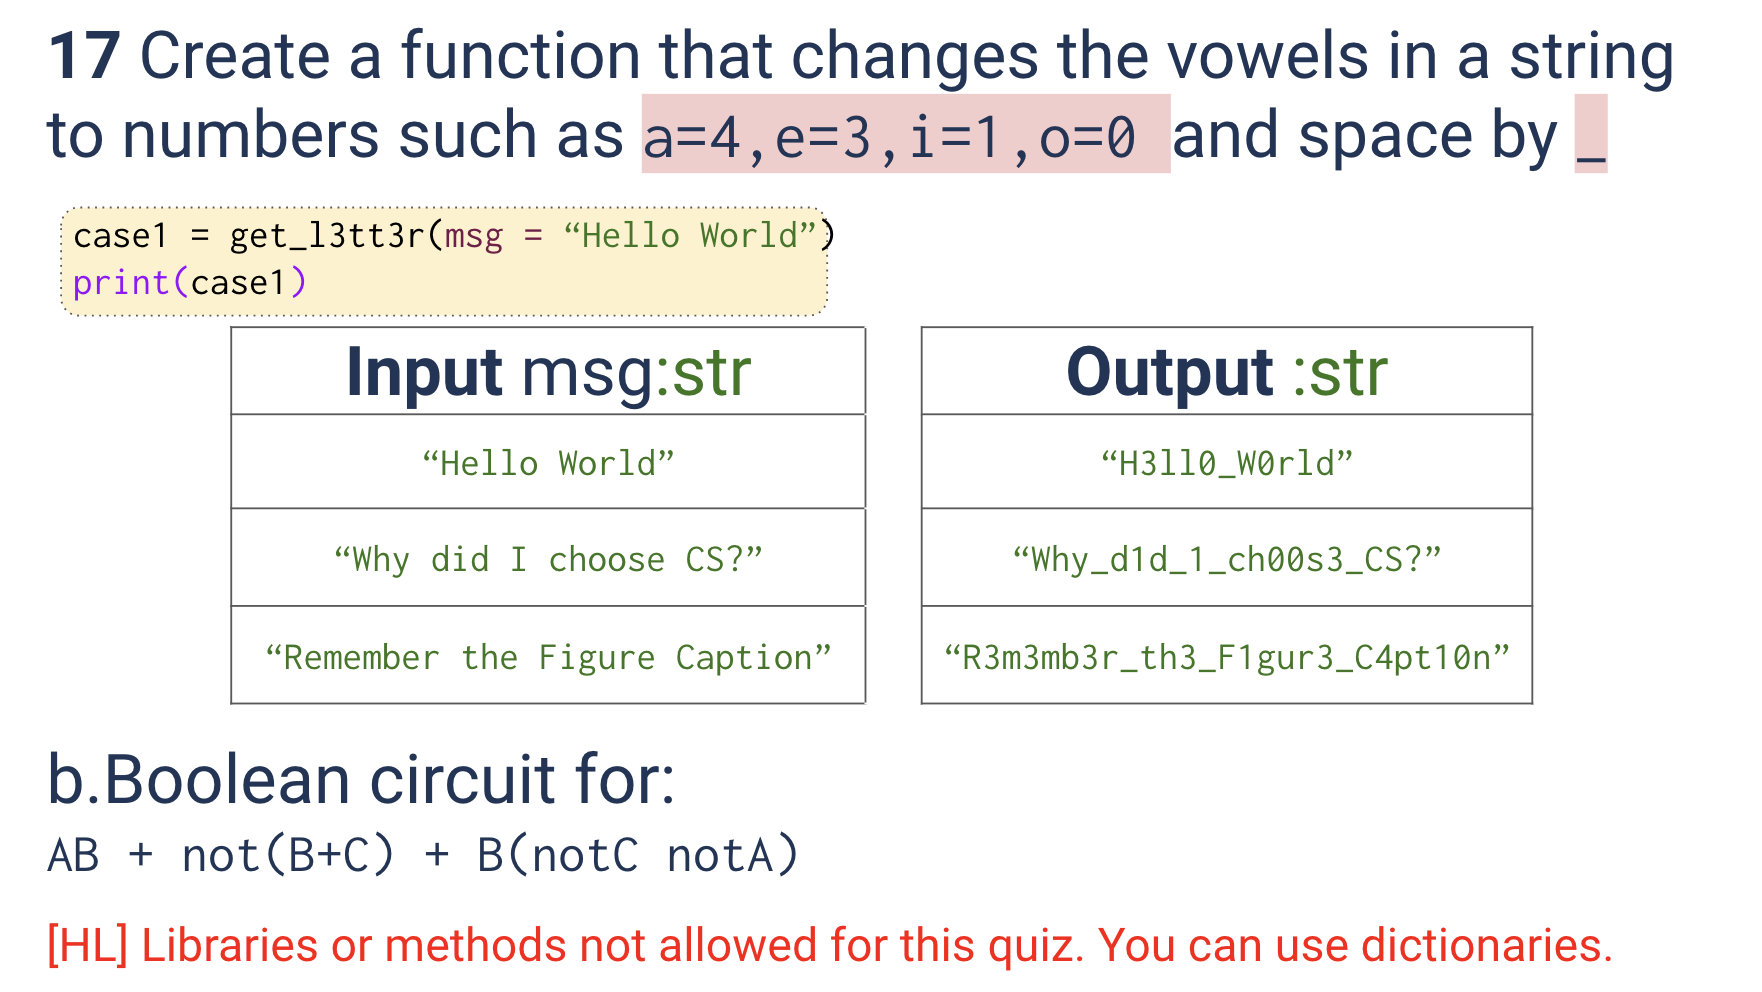 17 Create a function that changes the vowels in a string
to numbers such as a=4,e=3,i=1,o=0 and space by _
case1 = get_l3tt3r(msg = “Hello World”)
print(case1)
Input msg:str
Output :str
“Hello World”
“H3ll0_W0rld”
“Why did I choose CS?”
“Why_d1d_1_ch00s3_CS?”
“Remember the Figure Caption”
“R3m3mb3r_th3_F1gur3_C4pt10n”
b.Boolean circuit for:
AB + not(B+C) + B(notC notA)
[HL] Libraries or methods not allowed for this quiz. You can use dictionaries.